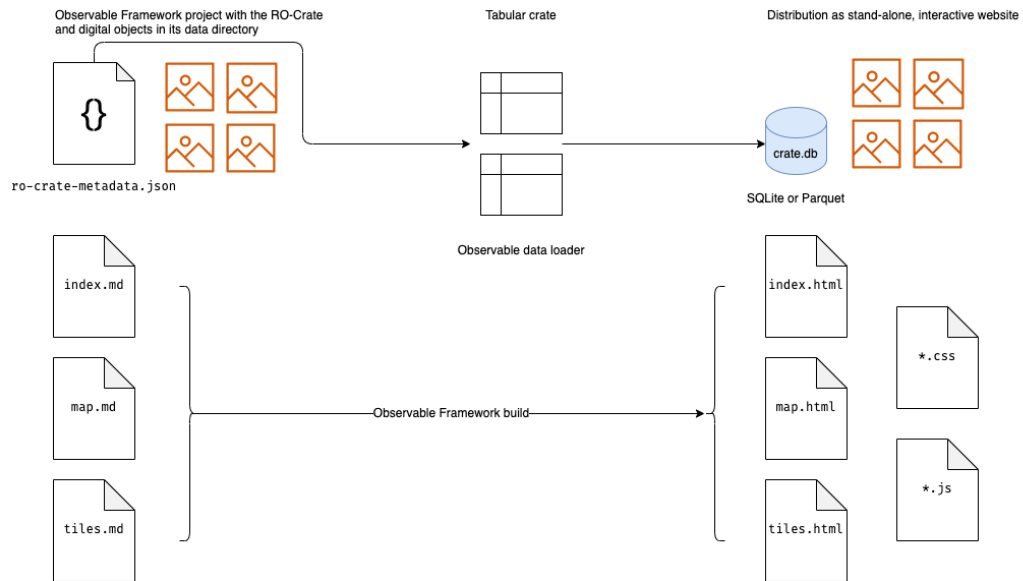 Observable Framework project with the RO-Crate
and digital objects in its data directory
Tabular crate
Distribution as stand-alone, interactive website
{}
ro-crate-metadata.json
crate.db
SQLite or Parquet
Observable data loader
index.md
index.html
*.css
map.md
Observable Framework build
map.html
*.js
tiles.md
tiles.html